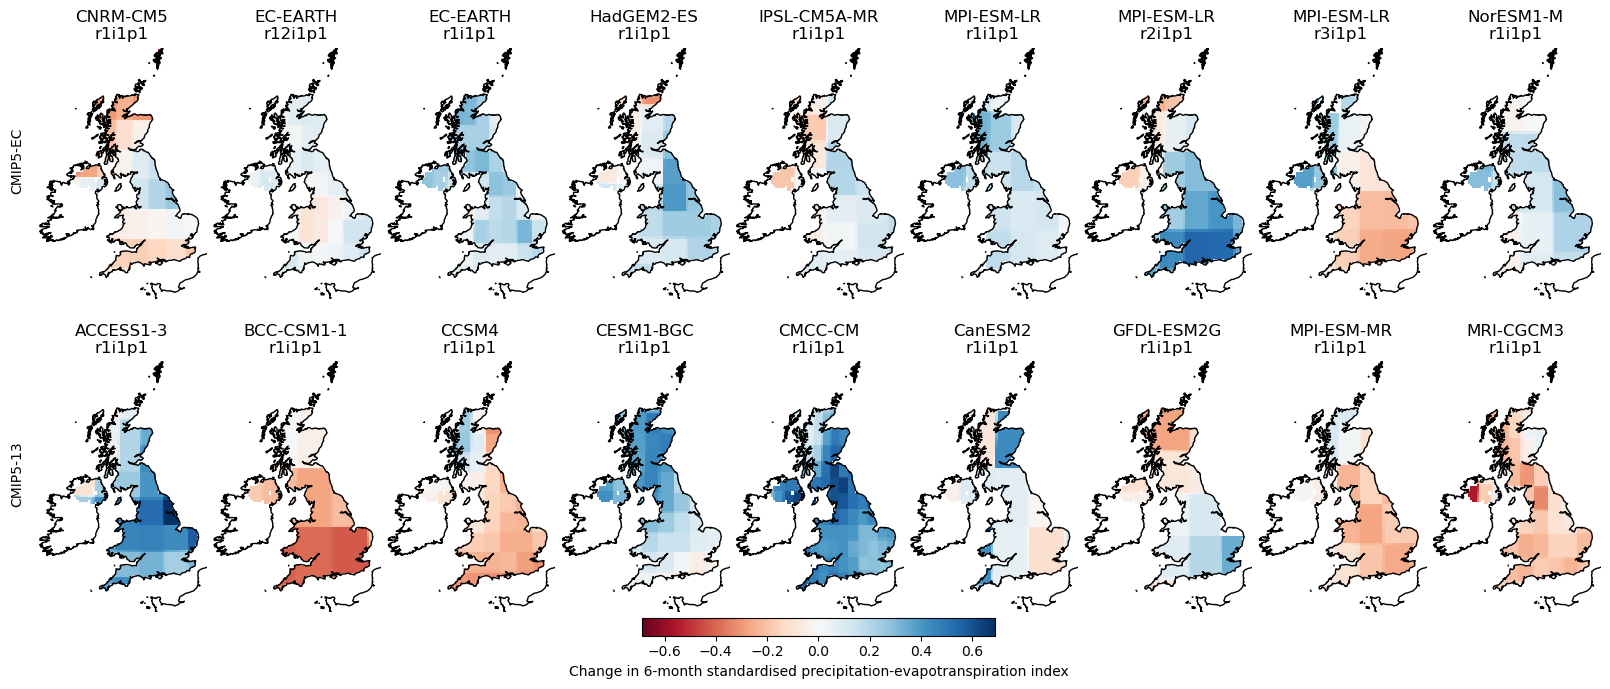 CNRM-CM5
r1i1p1
EC-EARTH
r12i1p1
EC-EARTH
r1i1p1
HadGEM2-ES
r1i1p1
IPSL-CM5A-MR
r1i1p1
MPI-ESM-LR
r1i1p1
MPI-ESM-LR
r2i1p1
MPI-ESM-LR
r3i1p1
NorESM1-M
r1i1p1
CMIP5-EC
ACCESS1-3
r1i1p1
BCC-CSM1-1
r1i1p1
CCSM4
r1i1p1
CESM1-BGC
r1i1p1
CMCC-CM
r1i1p1
CanESM2
r1i1p1
GFDL-ESM2G
r1i1p1
MPI-ESM-MR
r1i1p1
MRI-CGCM3
r1i1p1
CMIP5-13
−0.6 −0.4 −0.2 0.0 0.2 0.4 0.6
Change in 6-month standardised precipitation-evapotranspiration index